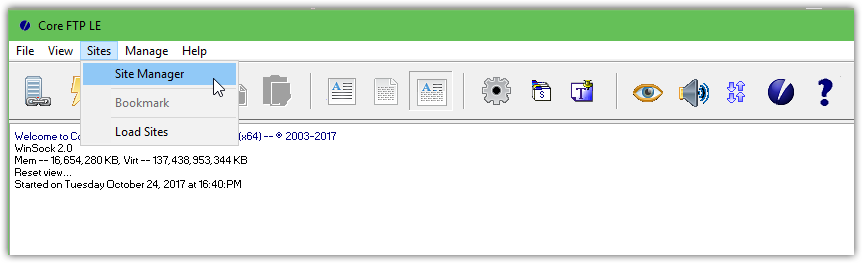 Core FTP LE
File View Sites Manage Help
Site Manager
Bookmark
Load Sites
Welcome to (x64) -- © 2003-2017
WinSock 2.0
Mem -- 16,654,280 KB, Virt -- 137,438,953,344 KB
Reset view...
Started on Tuesday October 24, 2017 at 16:40:PM